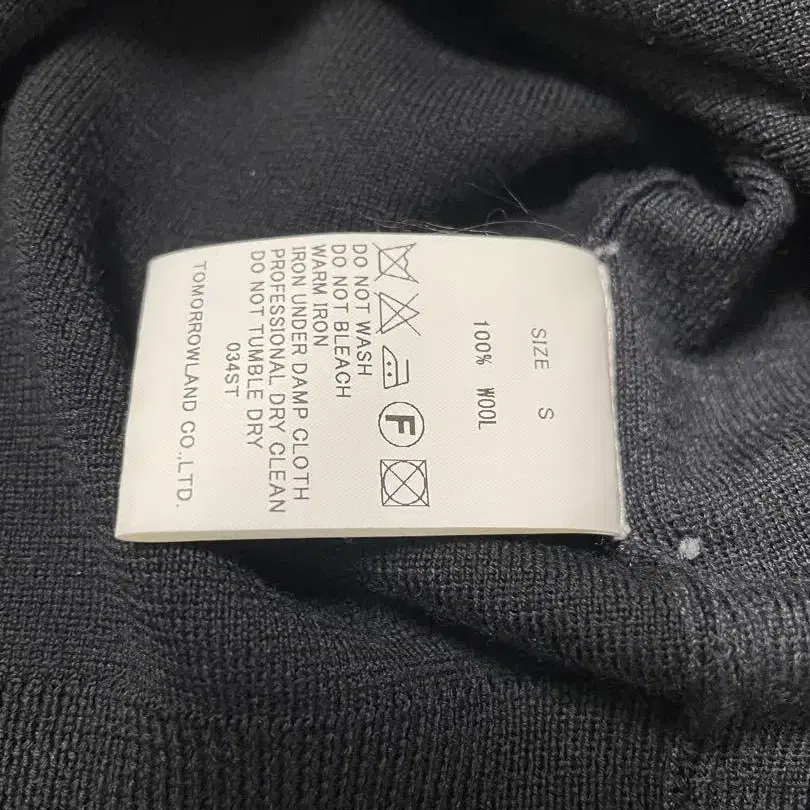 SIZE S
100% WOOL
F
DO NOT WASH
DO NOT BLEACH
WARM IRON
IRON UNDER DAMP CLOTH
PROFESSIONAL DRY CLEAN
DO NOT TUMBLE DRY
034ST
TOMORROWLAND CO.,LTD.